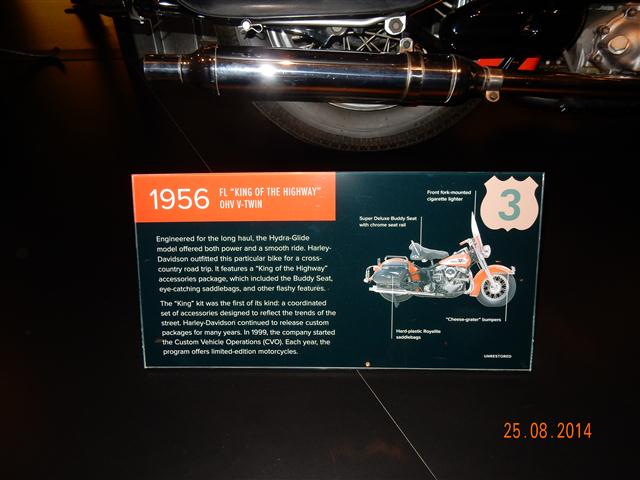 1956
FL "KING OF THE HIGHWAY"
OHV V-TWIN
Engineered for the long haul, the Hydra-Glide
model offered both power and a smooth ride. Harley-
Davidson outfitted this particular bike for a cross-
country road trip. It features a "King of the Highway"
accessories package, which included the Buddy Seat,
eye-catching saddlebags, and other flashy features.
The "King" kit was the first of its kind: a coordinated
set of accessories designed to reflect the trends of the
street. Harley-Davidson continued to release custom
packages for many years. In 1999, the company started
the Custom Vehicle Operations (CVO). Each year, the
program offers limited-edition motorcycles.
Front fork-mounted
cigarette lighter
3
Super Deluxe Buddy Seat
with chrome seat rail
"Cheese-grater" bumpers
Hard-plastic Royalite
saddlebags
UNRESTORED
25.08.2014